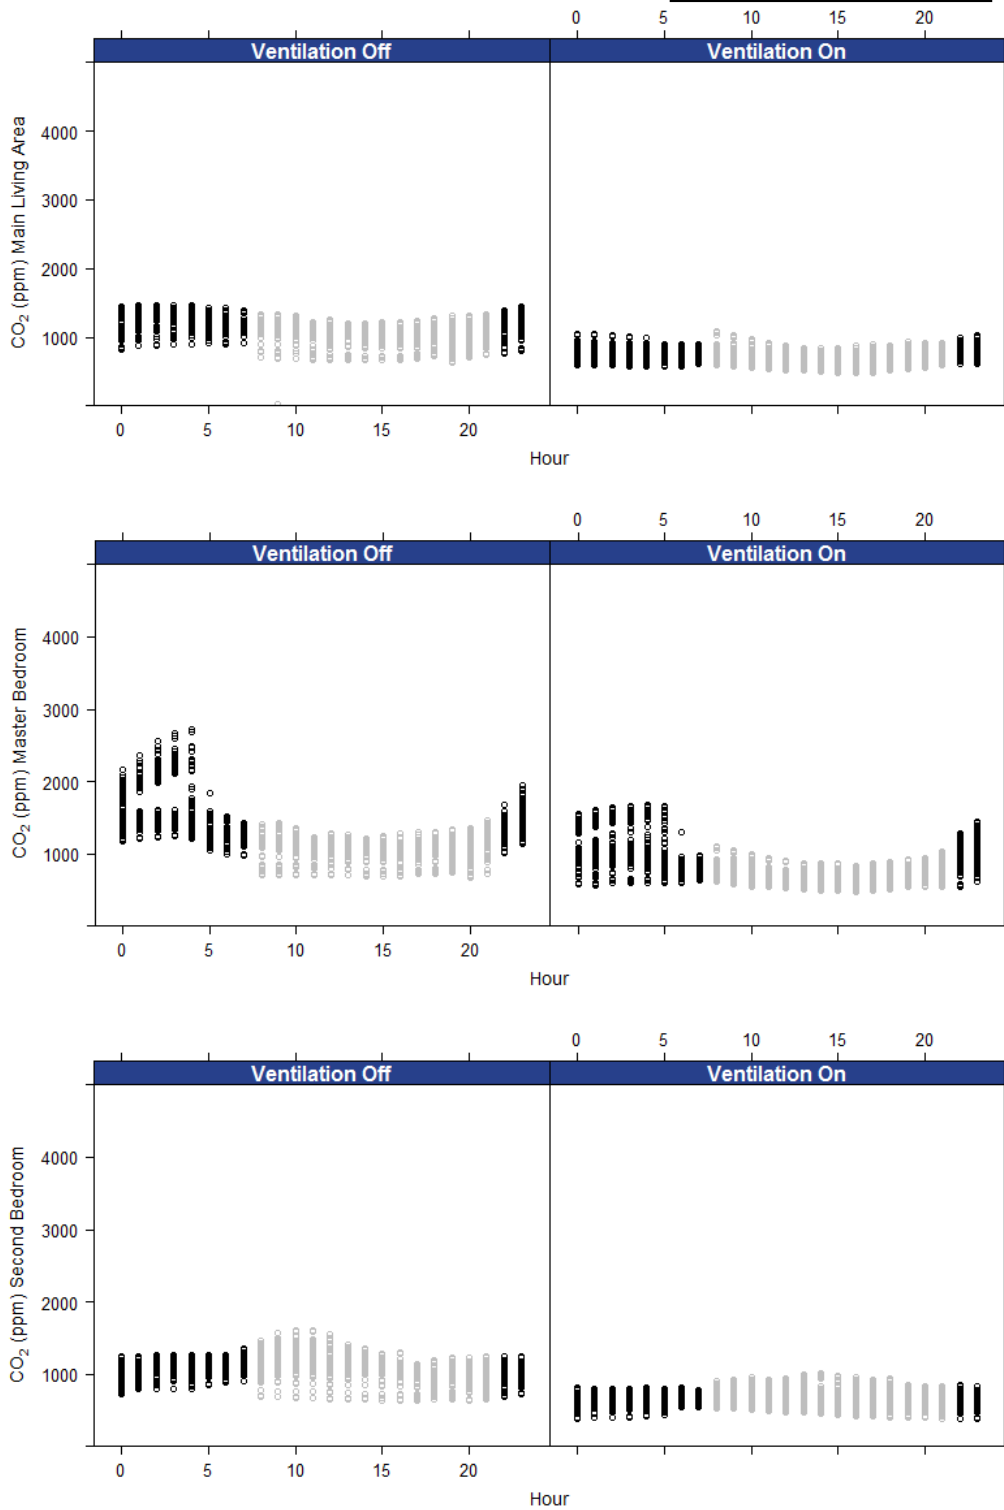 0 5 10 15 20
Ventilation Off Ventilation On
CO₂ (ppm) Main Living Area
4000
3000
2000
1000
0 5 10 15 20
Hour
0 5 10 15 20
Ventilation Off Ventilation On
CO₂ (ppm) Master Bedroom
4000
3000
2000
1000
0 5 10 15 20
Hour
0 5 10 15 20
Ventilation Off Ventilation On
CO₂ (ppm) Second Bedroom
4000
3000
2000
1000
0 5 10 15 20
Hour